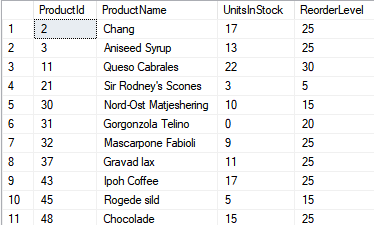 ProductId ProductName UnitsInStock ReorderLevel
1 2 Chang 17 25
2 3 Aniseed Syrup 13 25
3 11 Queso Cabrales 22 30
4 21 Sir Rodney's Scones 3 5
5 30 Nord-Ost Matjeshering 10 15
6 31 Gorgonzola Telino 0 20
7 32 Mascarpone Fabioli 9 25
8 37 Gravad lax 11 25
9 43 Ipoh Coffee 17 25
10 45 Rogede sild 5 15
11 48 Chocolade 15 25